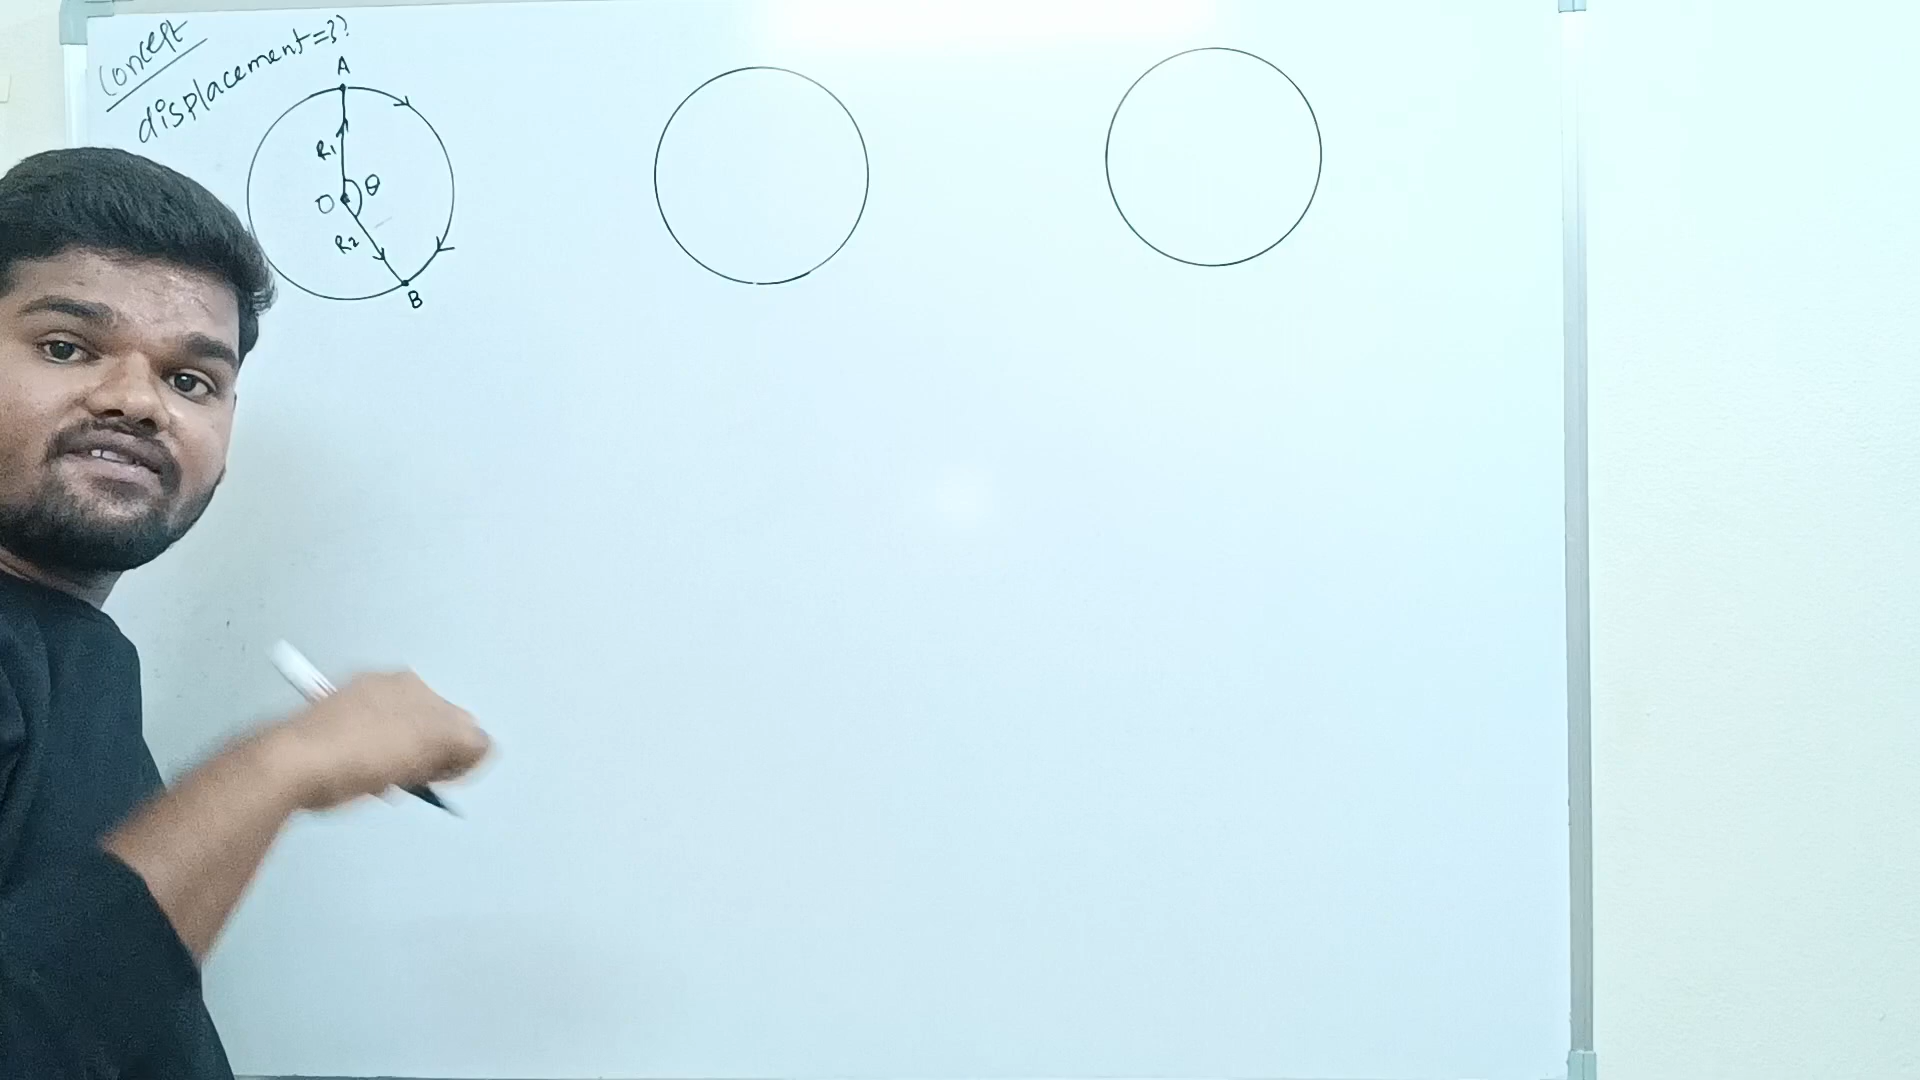 Concept
displacement=??
A
R1
O θ
R2
B